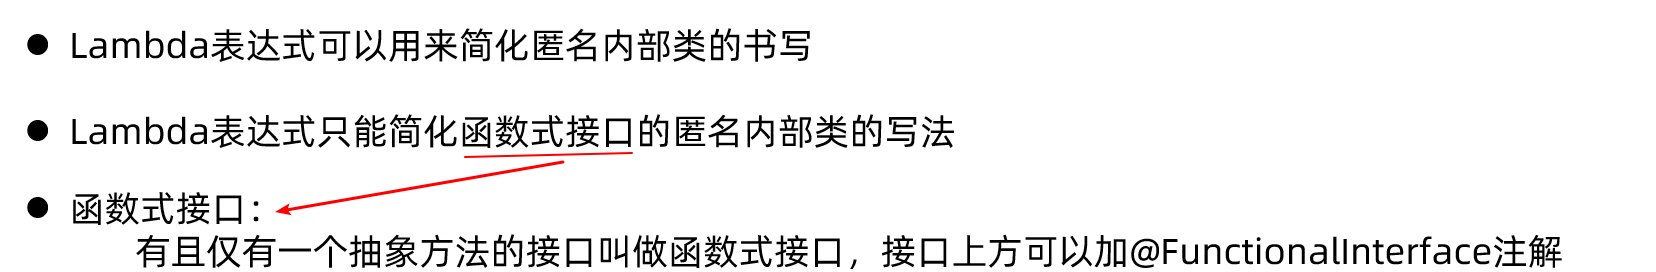 ● Lambda表达式可以用来简化匿名内部类的书写
● Lambda表达式只能简化函数式接口的匿名内部类的写法
● 函数式接口：
有且仅有一个抽象方法的接口叫做函数式接口，接口上方可以加@FunctionalInterface注解